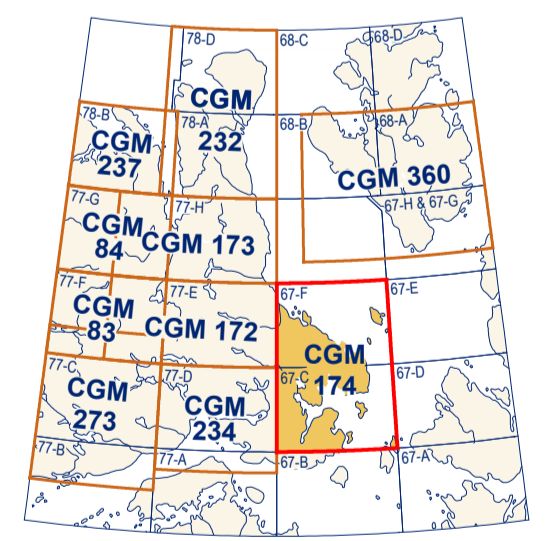 78-D
68-C
68-D
CGM
232
78-B
78-A
68-B
68-A
CGM
237
CGM 360
77-G
77-H
67-H & 67-G
CGM
84
CGM 173
77-F
77-E
67-F
67-E
CGM
83
CGM 172
CGM
174
77-C
77-D
67-C
67-D
CGM
273
CGM
234
77-B
77-A
67-B
67-A